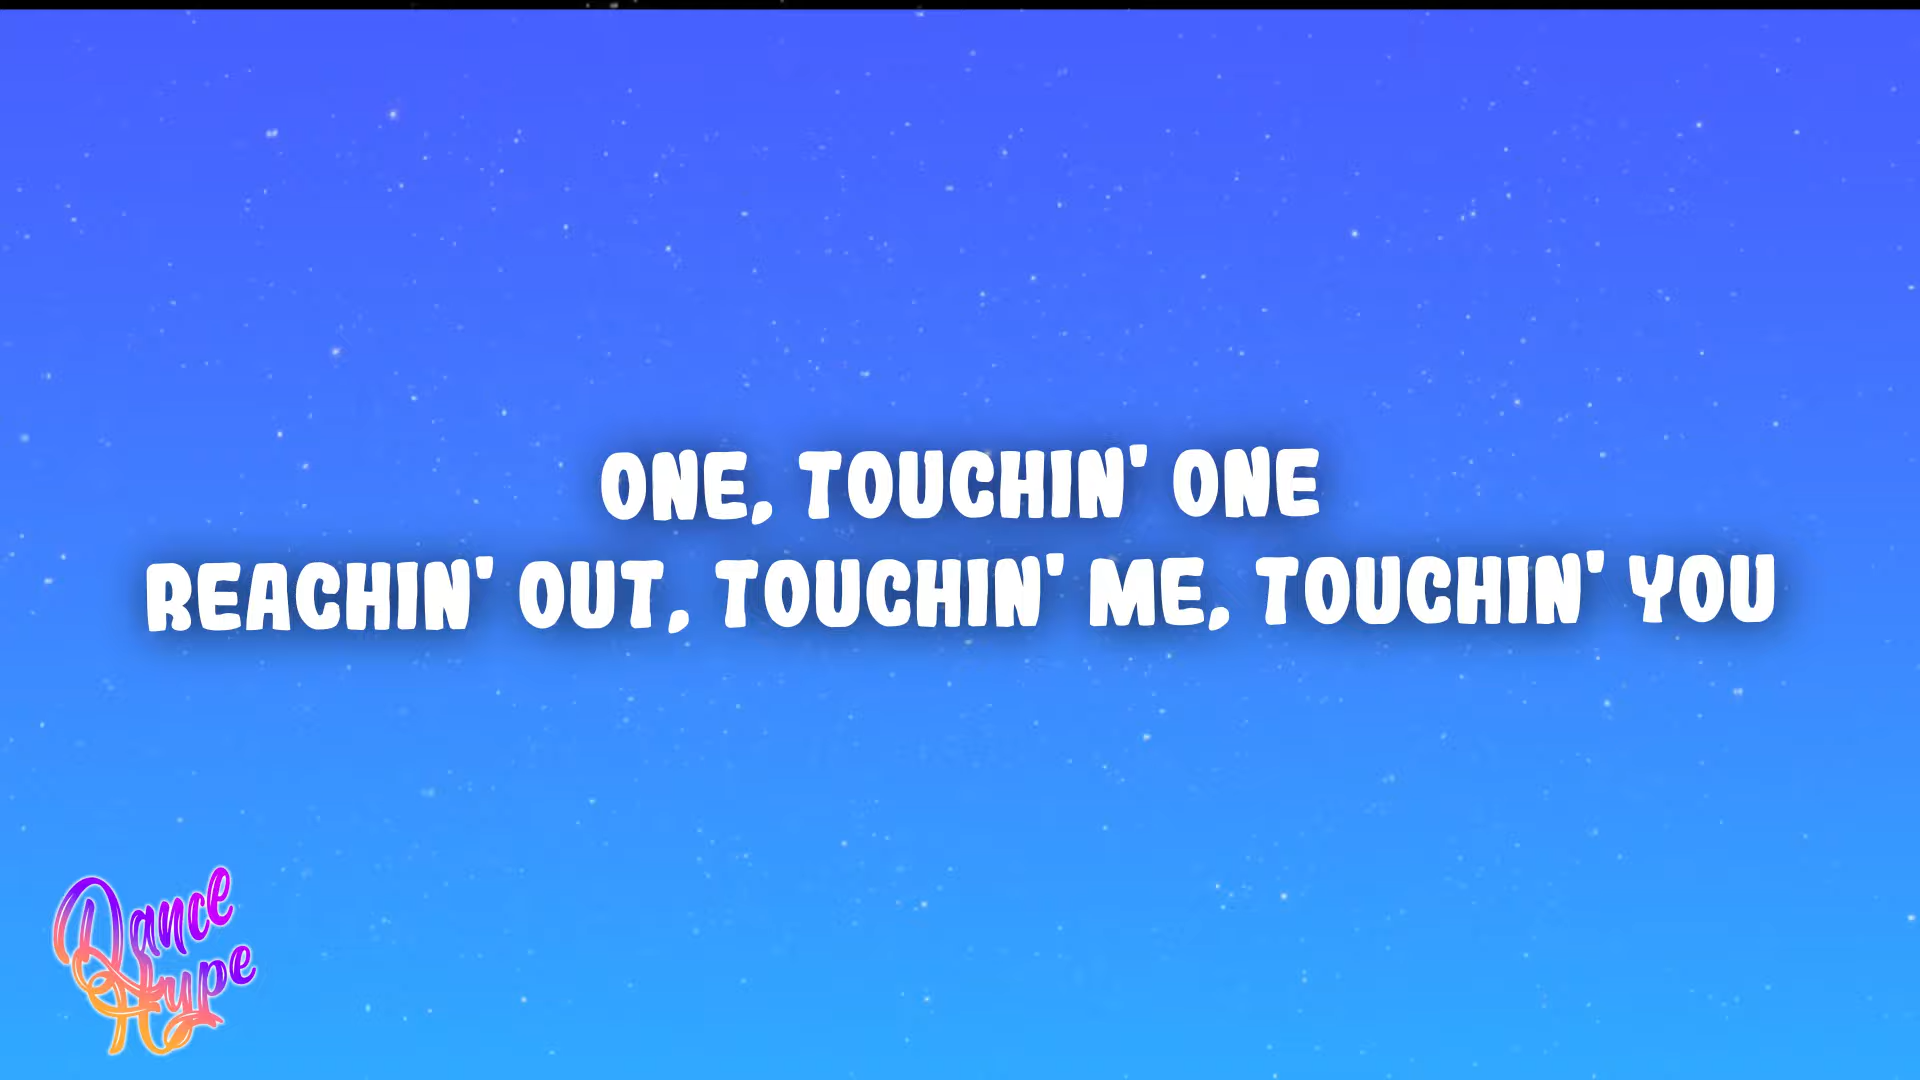 ONE, TOUCHIN' ONE
REACHIN' OUT, TOUCHIN' ME, TOUCHIN' YOU
Dance
Hype